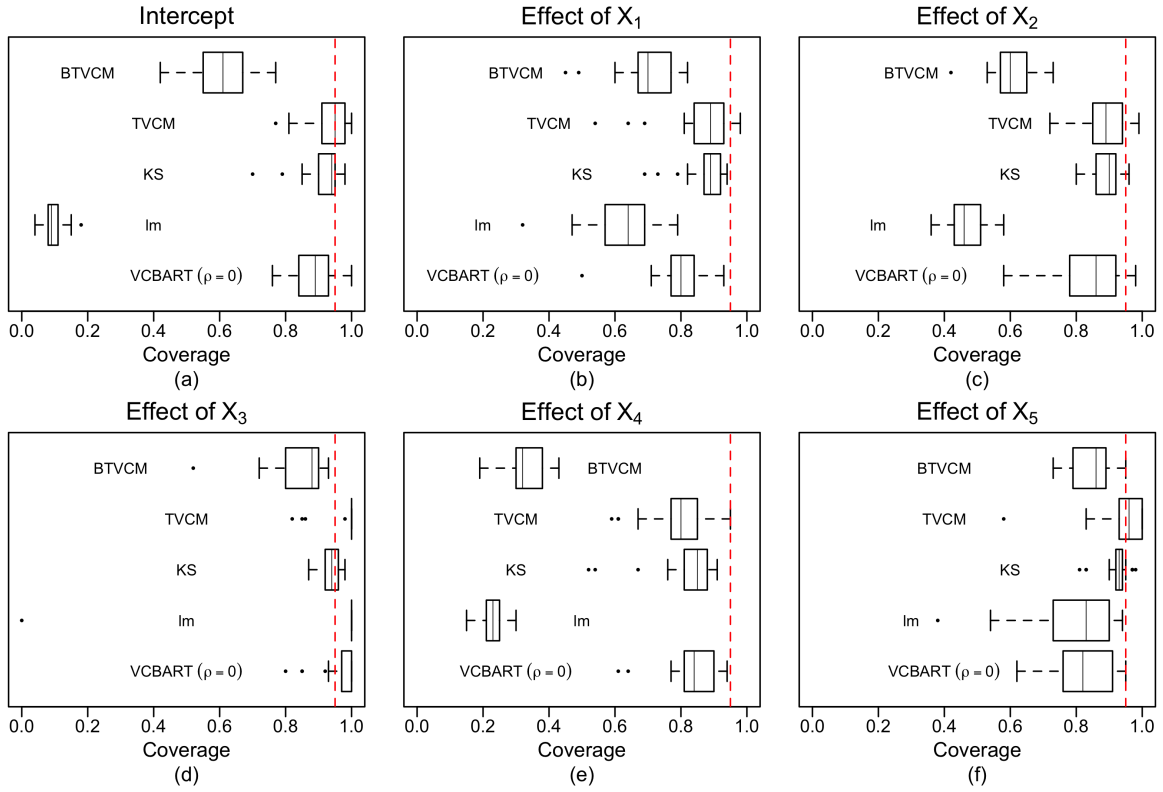 Intercept
BTVCM
TVCM
KS
lm
VCBART (ρ = 0)
0.0 0.2 0.4 0.6 0.8 1.0
Coverage
(a)
Effect of X₁
BTVCM
TVCM
KS
lm
VCBART (ρ = 0)
0.0 0.2 0.4 0.6 0.8 1.0
Coverage
(b)
Effect of X₂
BTVCM
TVCM
KS
lm
VCBART (ρ = 0)
0.0 0.2 0.4 0.6 0.8 1.0
Coverage
(c)
Effect of X₃
BTVCM
TVCM
KS
lm
VCBART (ρ = 0)
0.0 0.2 0.4 0.6 0.8 1.0
Coverage
(d)
Effect of X₄
BTVCM
TVCM
KS
lm
VCBART (ρ = 0)
0.0 0.2 0.4 0.6 0.8 1.0
Coverage
(e)
Effect of X₅
BTVCM
TVCM
KS
lm
VCBART (ρ = 0)
0.0 0.2 0.4 0.6 0.8 1.0
Coverage
(f)